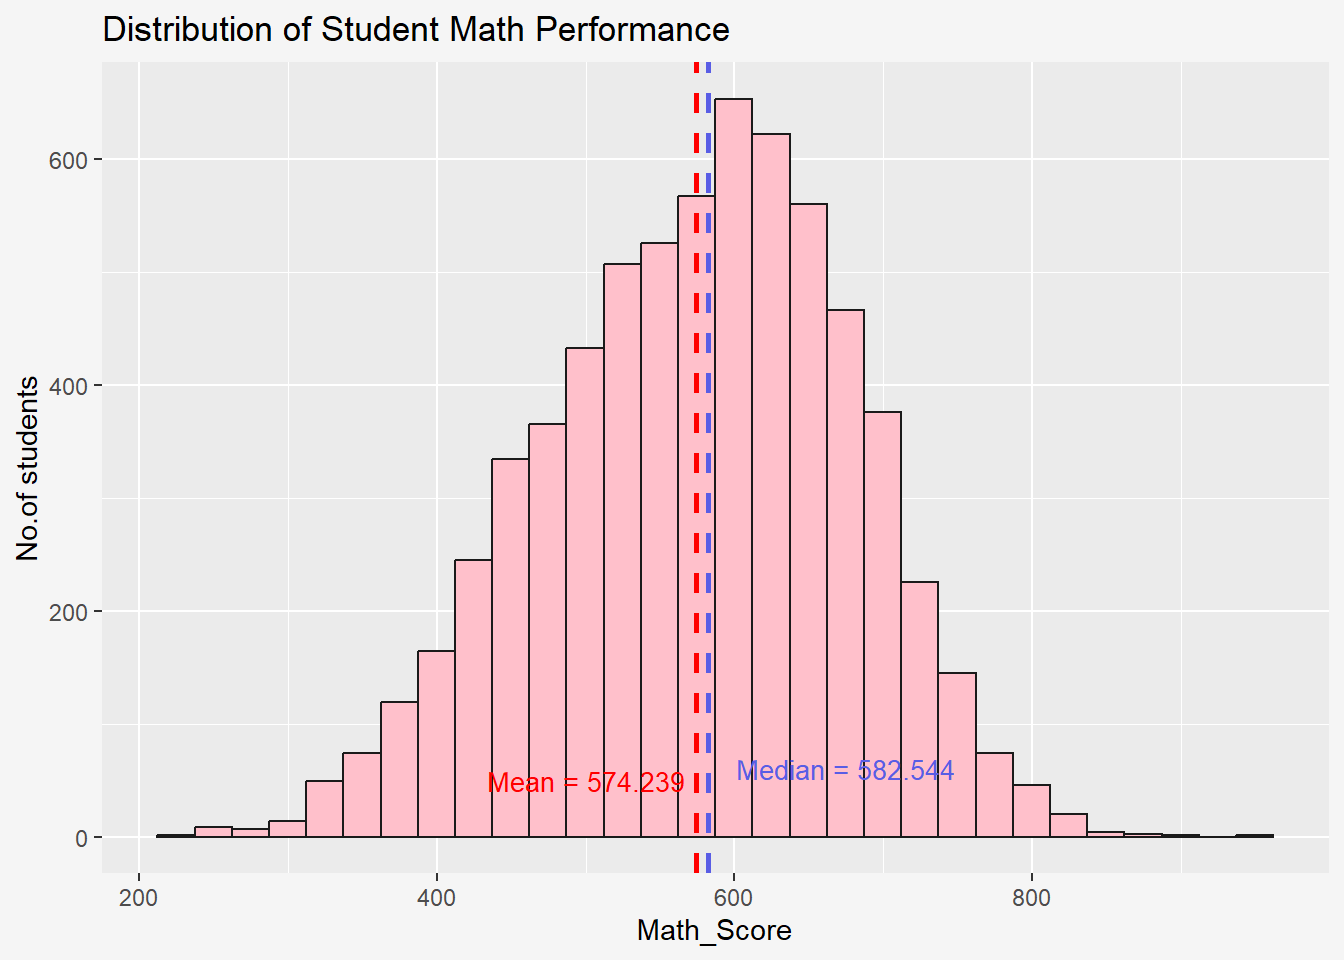 Distribution of Student Math Performance
No.of students
600
400
200
0
Mean = 574.239
Median = 582.544
200
400
600
800
Math_Score